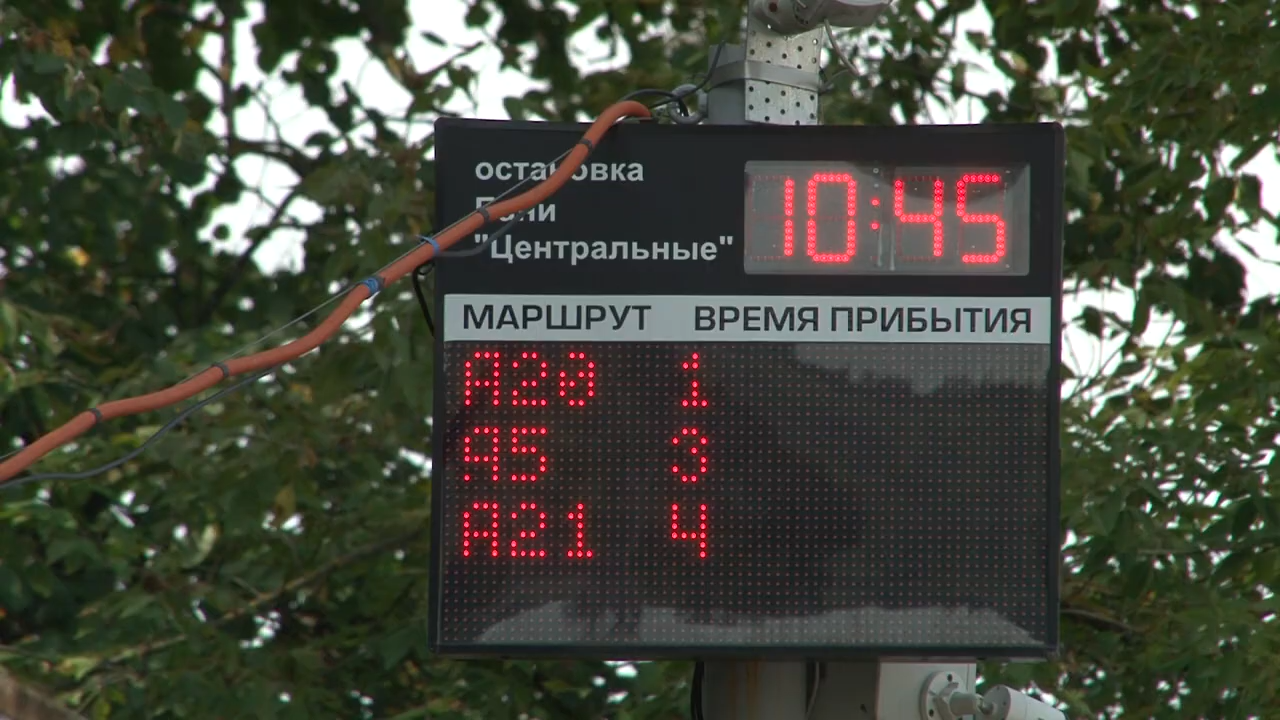 остановка
"Центральные"
10:45
МАРШРУТ ВРЕМЯ ПРИБЫТИЯ
А20 1
А5 3
А21 4